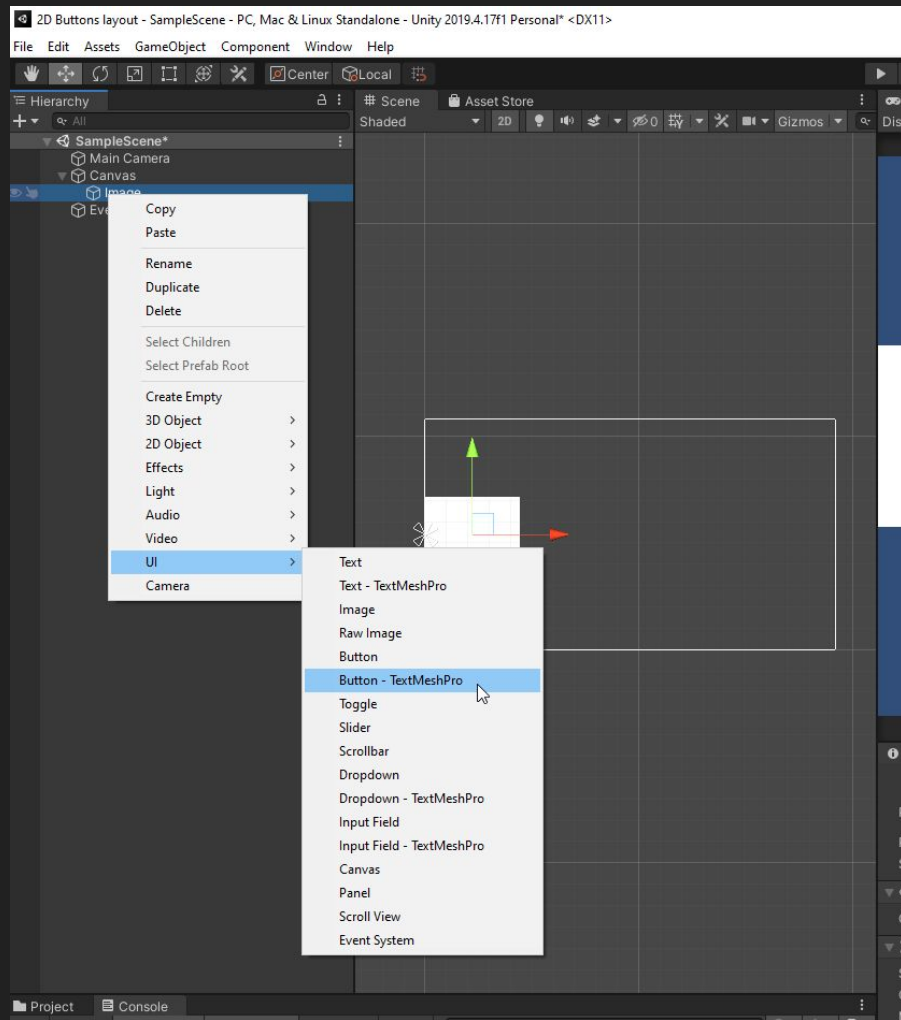 2D Buttons layout - SampleScene - PC, Mac & Linux Standalone - Unity 2019.4.17f1 Personal* <DX11>
File Edit Assets GameObject Component Window Help
Center Local
Hierarchy
All
SampleScene*
Main Camera
Canvas
Image
Copy
Paste
Rename
Duplicate
Delete
Select Children
Select Prefab Root
Create Empty
3D Object
2D Object
Effects
Light
Audio
Video
UI
Camera
Scene Asset Store
Shaded 2D 0 Gizmos
Text
Text - TextMeshPro
Image
Raw Image
Button
Button - TextMeshPro
Toggle
Slider
Scrollbar
Dropdown
Dropdown - TextMeshPro
Input Field
Input Field - TextMeshPro
Canvas
Panel
Scroll View
Event System
Project Console